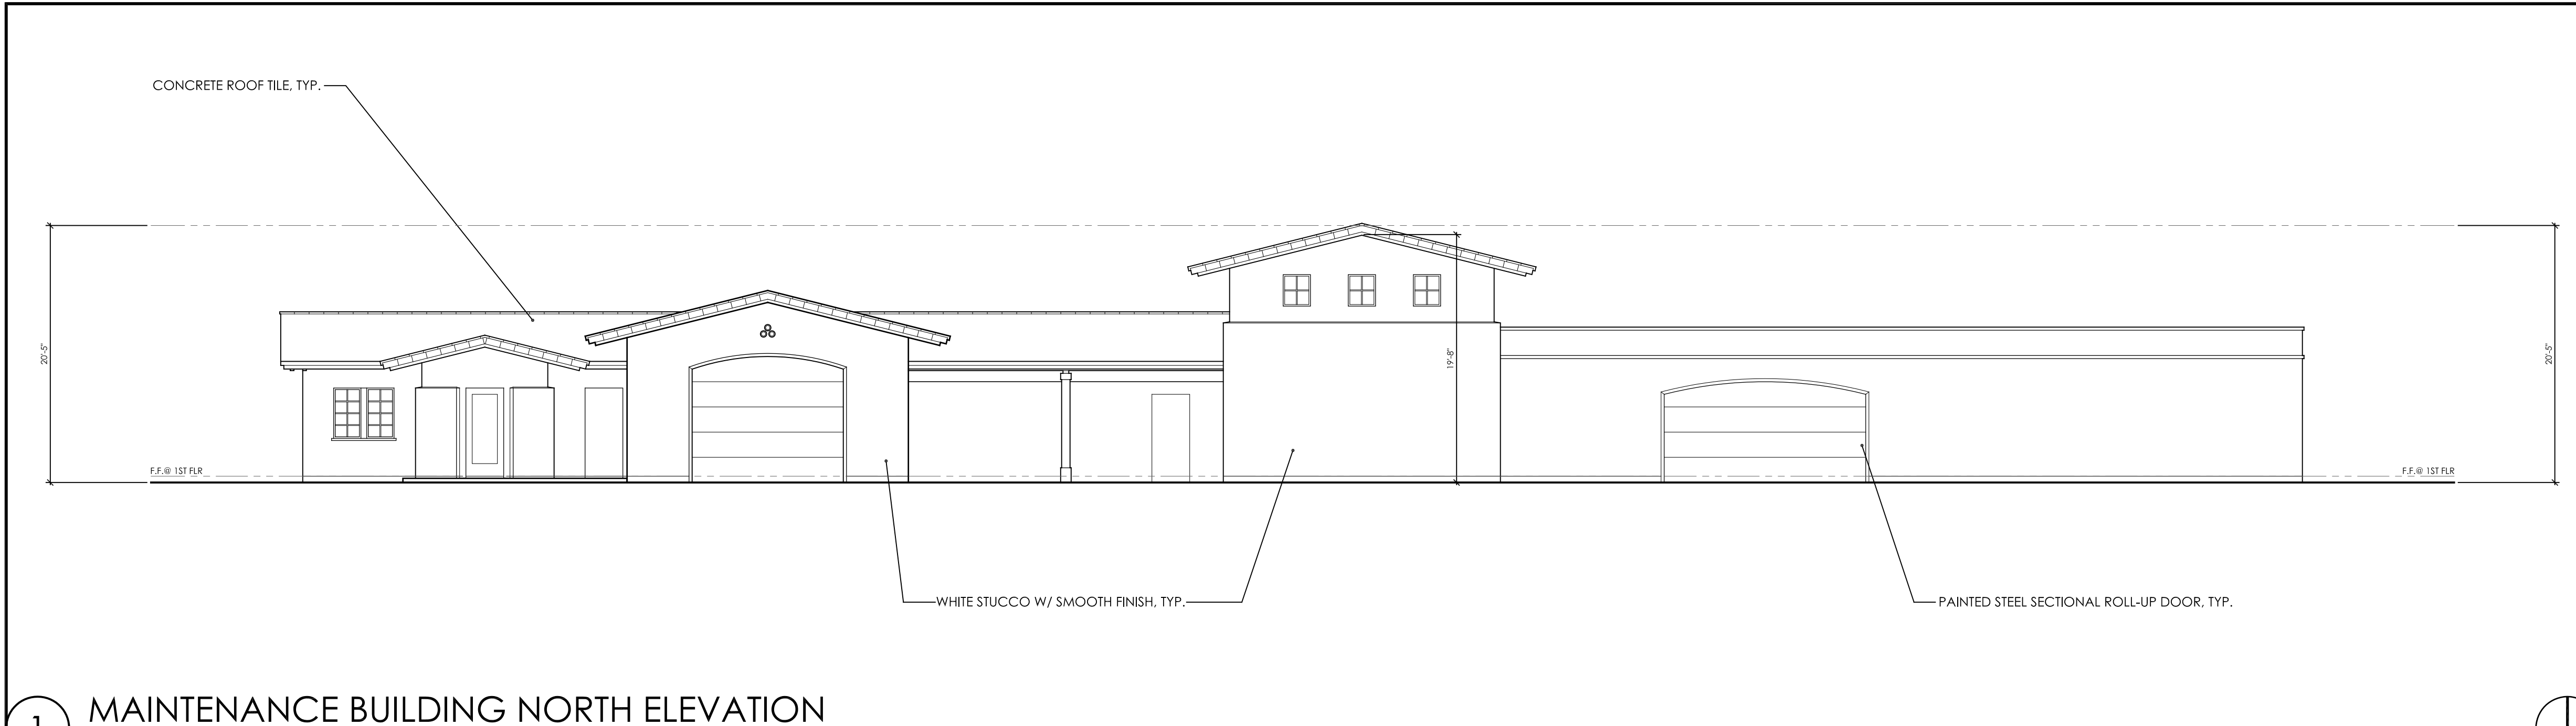 CONCRETE ROOF TILE, TYP.
20'-5"
19'-8"
20'-5"
F.F.@ 1ST FLR
F.F.@ 1ST FLR
WHITE STUCCO W/ SMOOTH FINISH, TYP.
PAINTED STEEL SECTIONAL ROLL-UP DOOR, TYP.
1
MAINTENANCE BUILDING NORTH ELEVATION